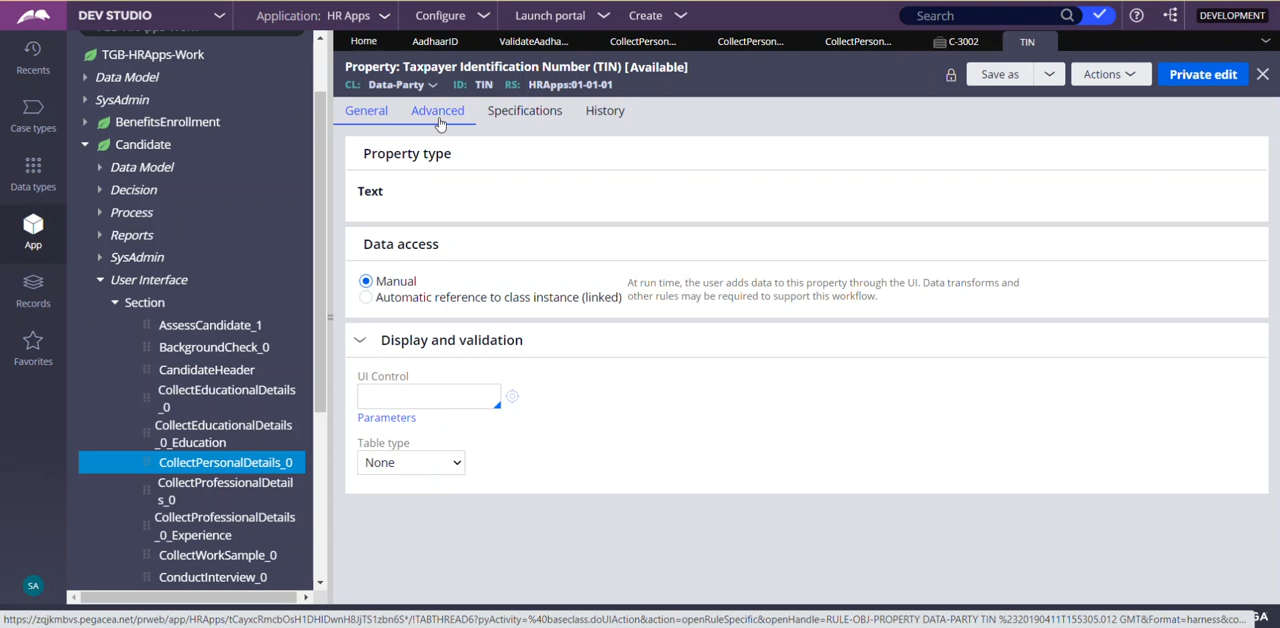 DEV STUDIO
Application: HR Apps
Configure
Launch portal
Create
Search
DEVELOPMENT
Recents
Case types
Data types
App
Records
Favorites
SA
TGB-HRApps-Work
Data Model
SysAdmin
BenefitsEnrollment
Candidate
Data Model
Decision
Process
Reports
SysAdmin
User Interface
Section
AssessCandidate_1
BackgroundCheck_0
CandidateHeader
CollectEducationalDetails
_0
CollectEducationalDetails
_0_Education
CollectPersonalDetails_0
CollectProfessionalDetail
s_0
CollectProfessionalDetails
_0_Experience
CollectWorkSample_0
ConductInterview_0
Home
AadhaarID
ValidateAadha...
CollectPerson...
CollectPerson...
CollectPerson...
C-3002
TIN
Property: Taxpayer Identification Number (TIN) [Available]
CL: Data-Party ID: TIN RS: HRApps:01-01-01
Save as
Actions
Private edit
General
Advanced
Specifications
History
Property type
Text
Data access
Manual
Automatic reference to class instance (linked)
At run time, the user adds data to this property through the UI. Data transforms and
other rules may be required to support this workflow.
Display and validation
UI Control
Parameters
Table type
None